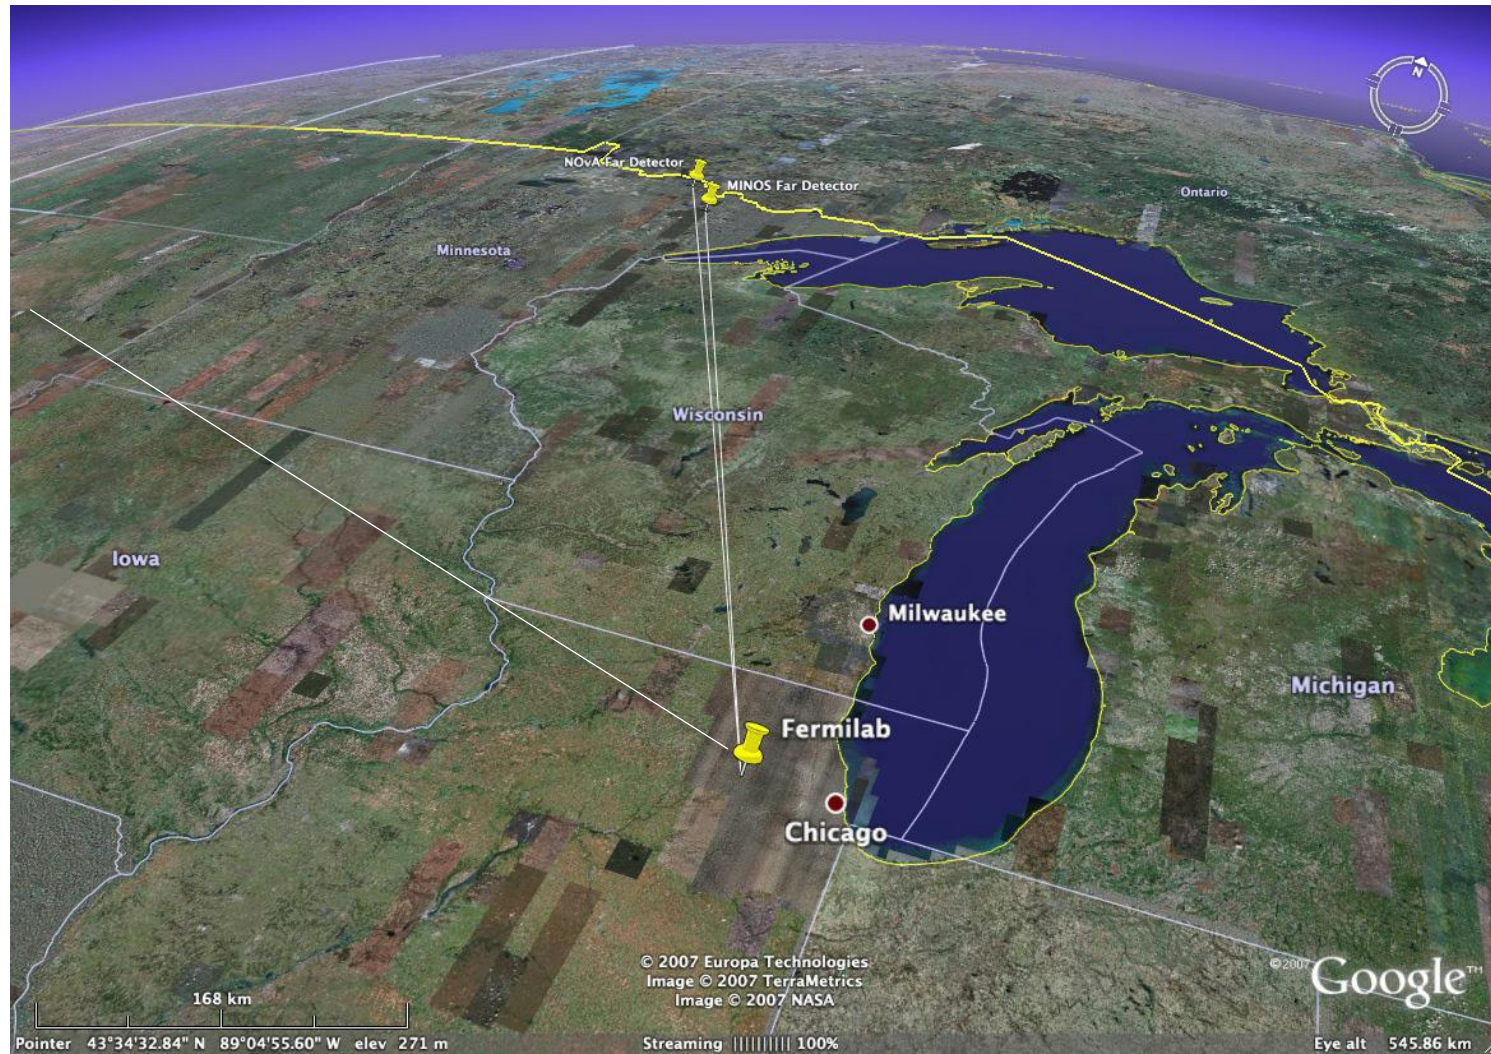 N
NOvA Far Detector
MINOS Far Detector
Ontario
Minnesota
Wisconsin
Iowa
Milwaukee
Michigan
Fermilab
Chicago
© 2007 Europa Technologies
Image © 2007 TerraMetrics
Image © 2007 NASA
©2007 Google™
168 km
Pointer 43°34'32.84" N 89°04'55.60" W elev 271 m
Streaming |||||||||| 100%
Eye alt 545.86 km